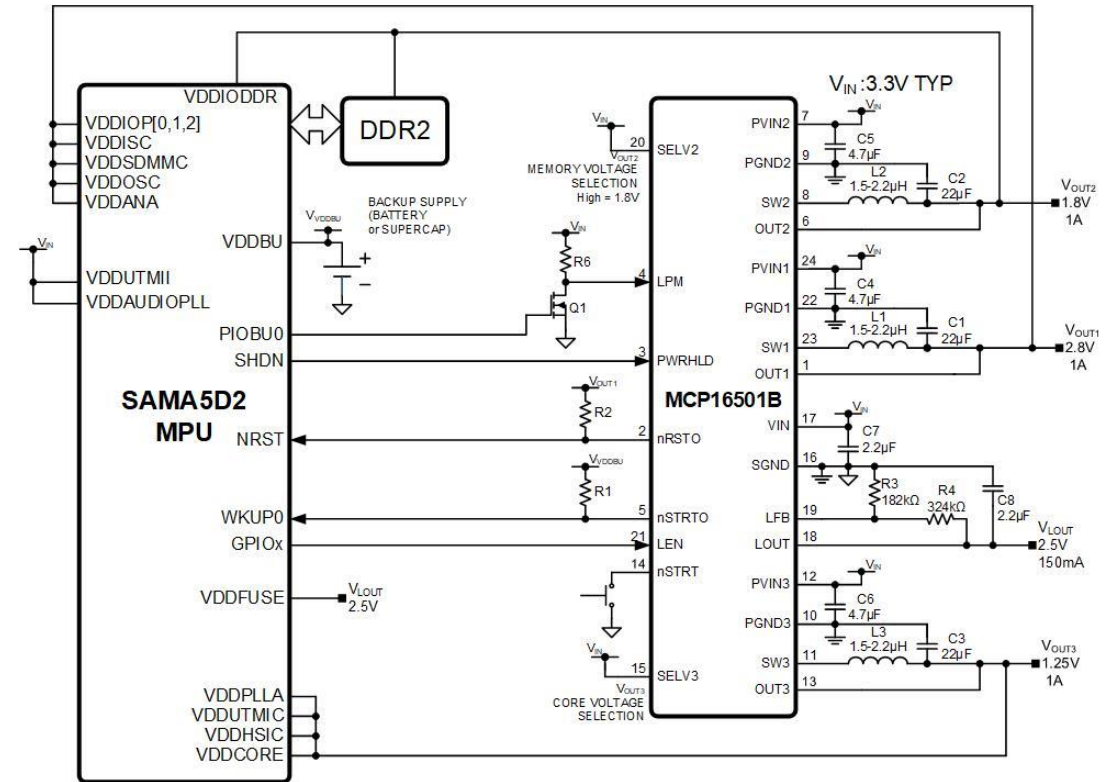 VDDIODDR
VDDIOP[0,1,2]
VDDISC
VDDSDMMC
VDDOSC
VDDANA
VIN
VDDUTMII
VDDAUDIOPLL
VDDBU
PIOBU0
SHDN
SAMA5D2
MPU
NRST
WKUP0
GPIOx
VDDFUSE
VDDPLLA
VDDUTMIC
VDDHSIC
VDDCORE
DDR2
VVDDBU
BACKUP SUPPLY
(BATTERY
or SUPERCAP)
+
–
VLOUT
2.5V
VIN
20
VOUT2
MEMORY VOLTAGE
SELECTION
High = 1.8V
VIN
R6
4
Q1
3
VOUT1
R2
2
VVDDBU
R1
5
21
14
VIN
15
VOUT3
CORE VOLTAGE
SELECTION
SELV2
LPM
PWRHLD
MCP16501B
nRSTO
nSTRTO
LEN
nSTRT
SELV3
PVIN2
PGND2
SW2
OUT2
PVIN1
PGND1
SW1
OUT1
VIN
SGND
LFB
LOUT
PVIN3
PGND3
SW3
OUT3
VIN :3.3V TYP
7
VIN
C5
4.7µF
9
L2
1.5-2.2µH
C2
22µF
8
6
VOUT2
1.8V
1A
24
VIN
C4
4.7µF
22
L1
1.5-2.2µH
C1
22µF
23
1
VOUT1
2.8V
1A
17
VIN
C7
2.2µF
16
R3
182kΩ
R4
324kΩ
C8
2.2µF
19
18
VLOUT
2.5V
150mA
12
VIN
C6
4.7µF
10
L3
1.5-2.2µH
C3
22µF
11
13
VOUT3
1.25V
1A